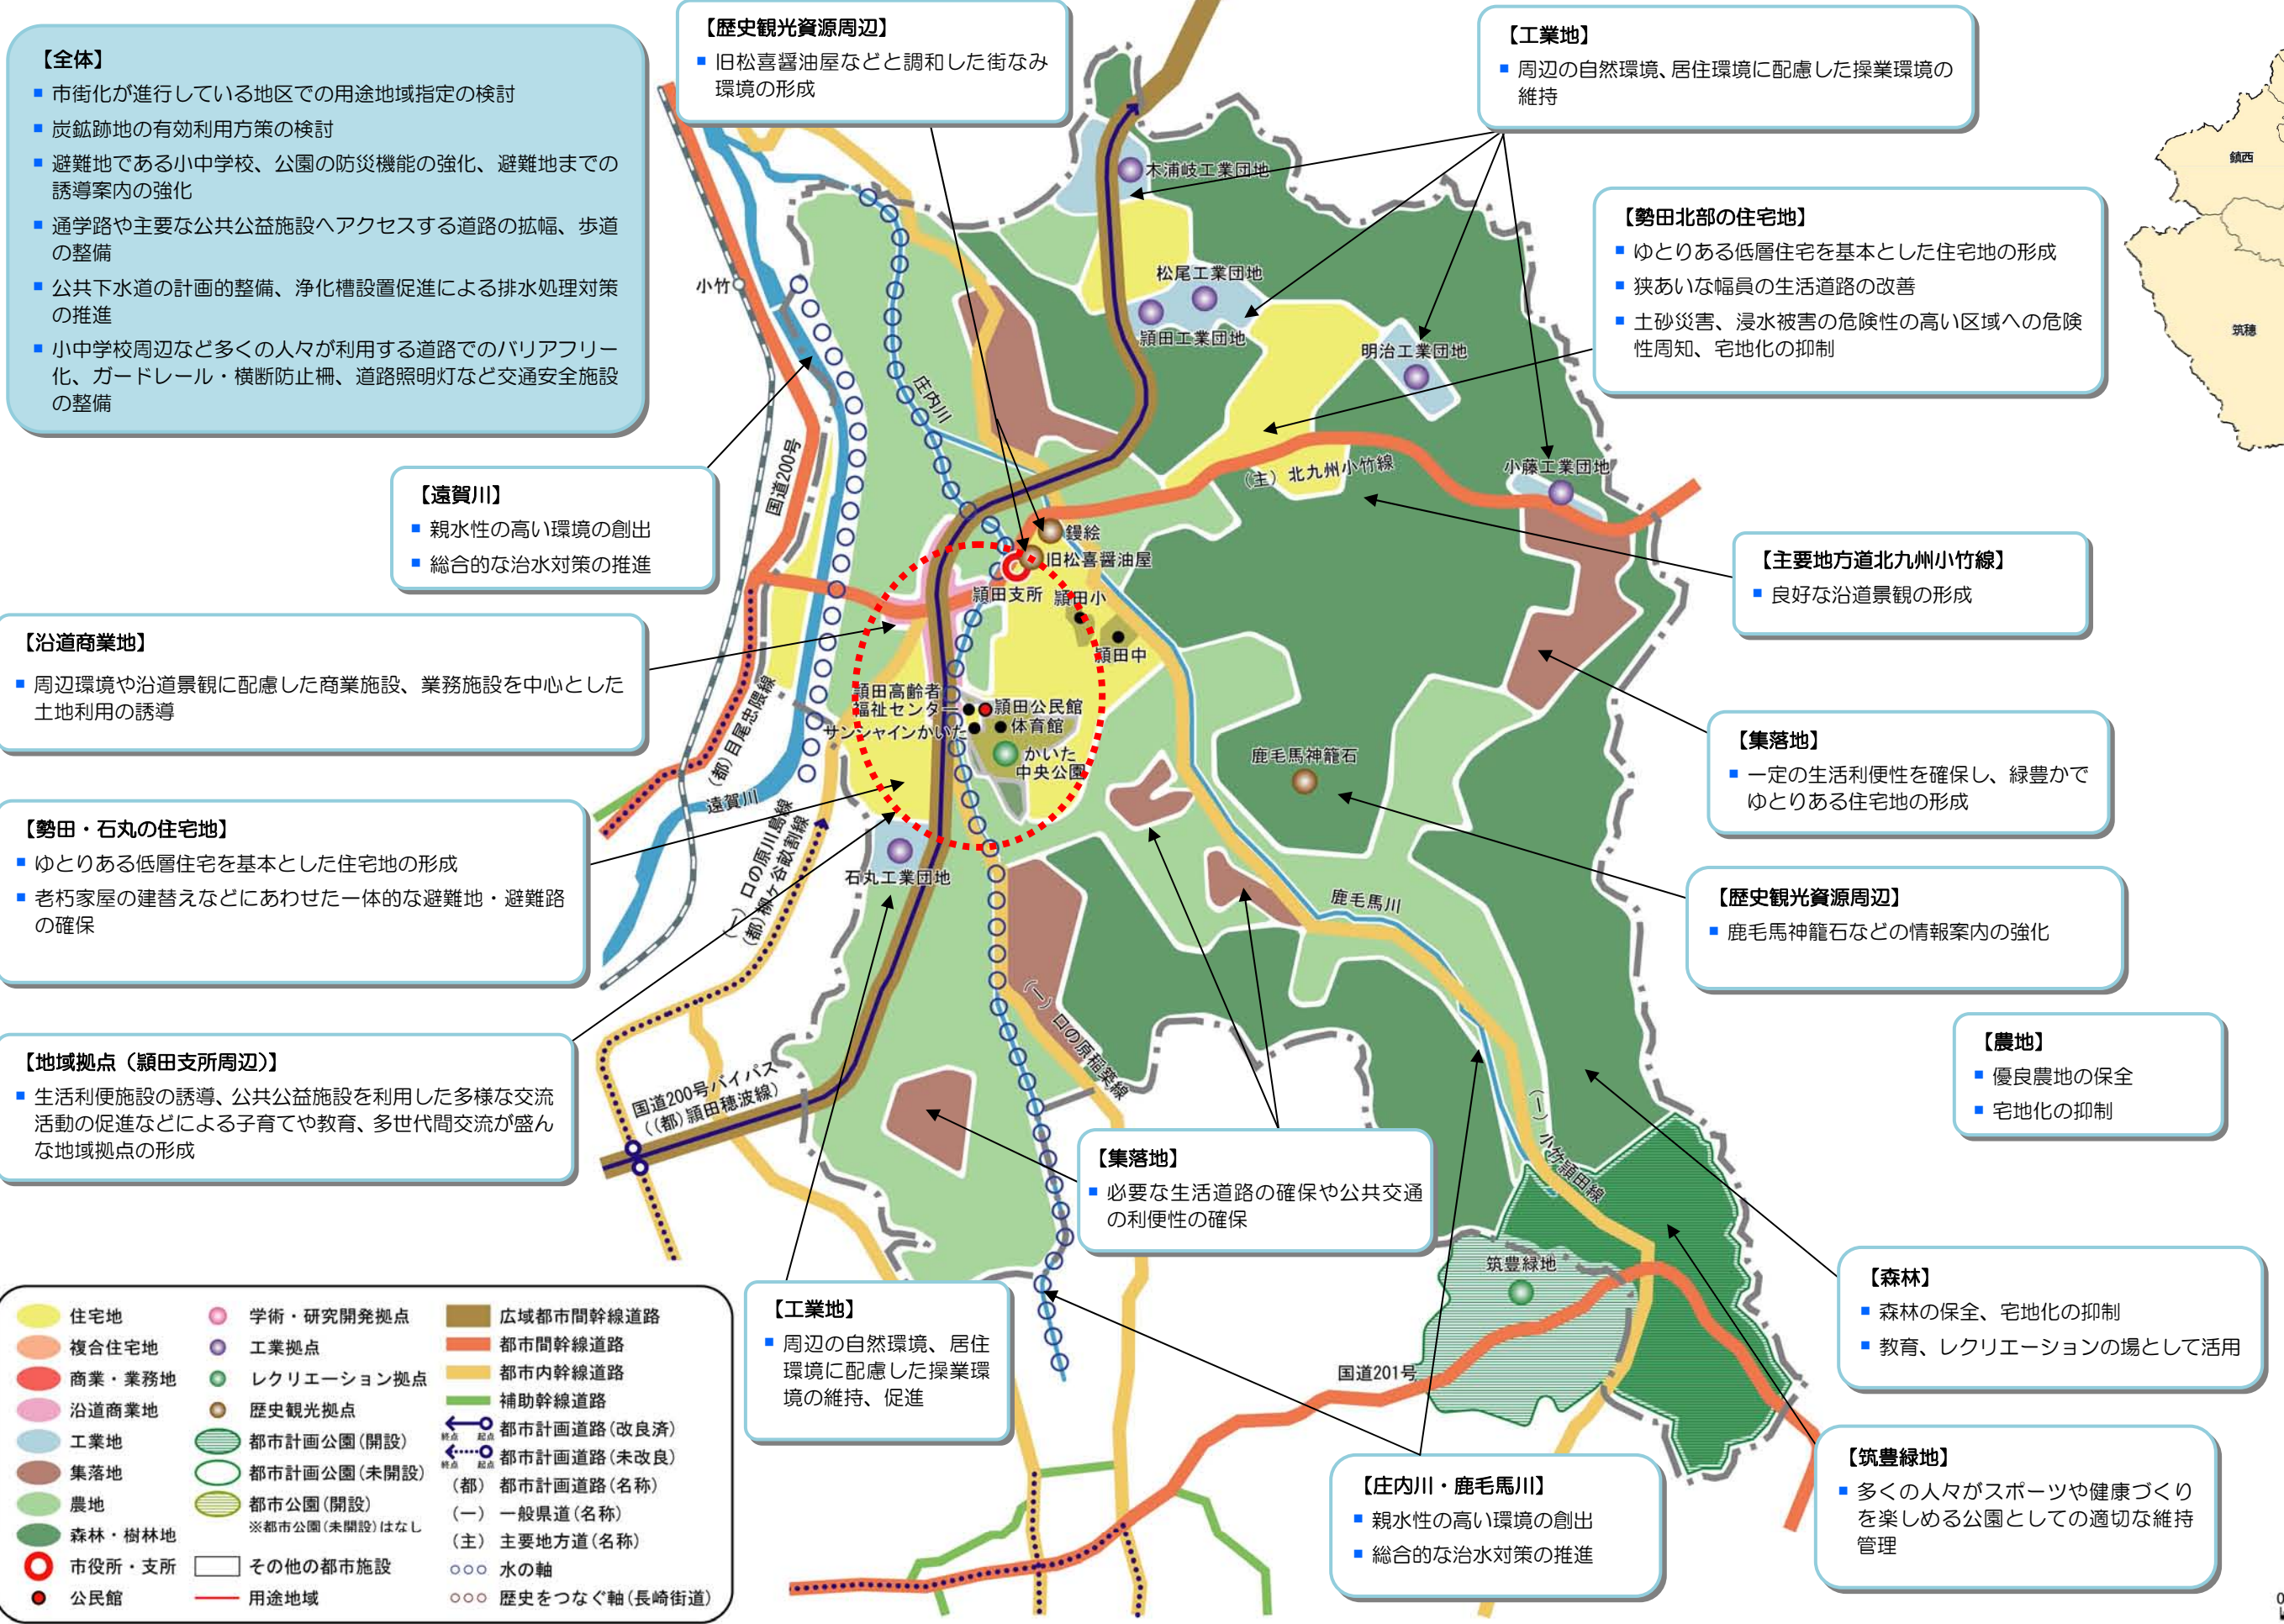 【全体】
■ 市街化が進行している地区での用途地域指定の検討
■ 炭鉱跡地の有効利用方策の検討
■ 避難地である小中学校、公園の防災機能の強化、避難地までの
誘導案内の強化
■ 通学路や主要な公共公益施設へアクセスする道路の拡幅、歩道
の整備
■ 公共下水道の計画的整備、浄化槽設置促進による排水処理対策
の推進
■ 小中学校周辺など多くの人々が利用する道路でのバリアフリー
化、ガードレール・横断防止柵、道路照明灯など交通安全施設
の整備
【歴史観光資源周辺】
■ 旧松喜醤油屋などと調和した街なみ
環境の形成
【工業地】
■ 周辺の自然環境、居住環境に配慮した操業環境の
維持
【勢田北部の住宅地】
■ ゆとりある低層住宅を基本とした住宅地の形成
■ 狭あいな幅員の生活道路の改善
■ 土砂災害、浸水被害の危険性の高い区域への危険
性周知、宅地化の抑制
鎮西
筑穂
【遠賀川】
■ 親水性の高い環境の創出
■ 総合的な治水対策の推進
【主要地方道北九州小竹線】
■ 良好な沿道景観の形成
【沿道商業地】
■ 周辺環境や沿道景観に配慮した商業施設、業務施設を中心とした
土地利用の誘導
【集落地】
■ 一定の生活利便性を確保し、緑豊かで
ゆとりある住宅地の形成
【勢田・石丸の住宅地】
■ ゆとりある低層住宅を基本とした住宅地の形成
■ 老朽家屋の建替えなどにあわせた一体的な避難地・避難路
の確保
【歴史観光資源周辺】
■ 鹿毛馬神籠石などの情報案内の強化
【農地】
■ 優良農地の保全
■ 宅地化の抑制
【地域拠点（頴田支所周辺）】
■ 生活利便施設の誘導、公共公益施設を利用した多様な交流
活動の促進などによる子育てや教育、多世代間交流が盛ん
な地域拠点の形成
【集落地】
■ 必要な生活道路の確保や公共交通
の利便性の確保
【森林】
■ 森林の保全、宅地化の抑制
■ 教育、レクリエーションの場として活用
【工業地】
■ 周辺の自然環境、居住
環境に配慮した操業環
境の維持、促進
【庄内川・鹿毛馬川】
■ 親水性の高い環境の創出
■ 総合的な治水対策の推進
【筑豊緑地】
■ 多くの人々がスポーツや健康づくり
を楽しめる公園としての適切な維持
管理
木浦岐工業団地
松尾工業団地
頴田工業団地
明治工業団地
小藤工業団地
小竹
庄内川
国道200号
（主）北九州小竹線
鏝絵
旧松喜醤油屋
頴田支所
頴田小
頴田中
頴田高齢者
福祉センター
頴田公民館
サンシャインかいた
体育館
かいた
中央公園
鹿毛馬神籠石
（都）目尾忠隈線
遠賀川
（一）口の原川島線
（都）柳ケ谷畝割線
石丸工業団地
鹿毛馬川
（一）口の原稲築線
国道200号バイパス
（（都）頴田穂波線）
（一）小竹頴田線
筑豊緑地
国道201号
住宅地
複合住宅地
商業・業務地
沿道商業地
工業地
集落地
農地
森林・樹林地
市役所・支所
公民館
学術・研究開発拠点
工業拠点
レクリエーション拠点
歴史観光拠点
都市計画公園（開設）
都市計画公園（未開設）
都市公園（開設）
※都市公園（未開設）はなし
その他の都市施設
用途地域
広域都市間幹線道路
都市間幹線道路
都市内幹線道路
補助幹線道路
終点 起点 都市計画道路（改良済）
終点 起点 都市計画道路（未改良）
（都） 都市計画道路（名称）
（一） 一般県道（名称）
（主） 主要地方道（名称）
水の軸
歴史をつなぐ軸（長崎街道）
0